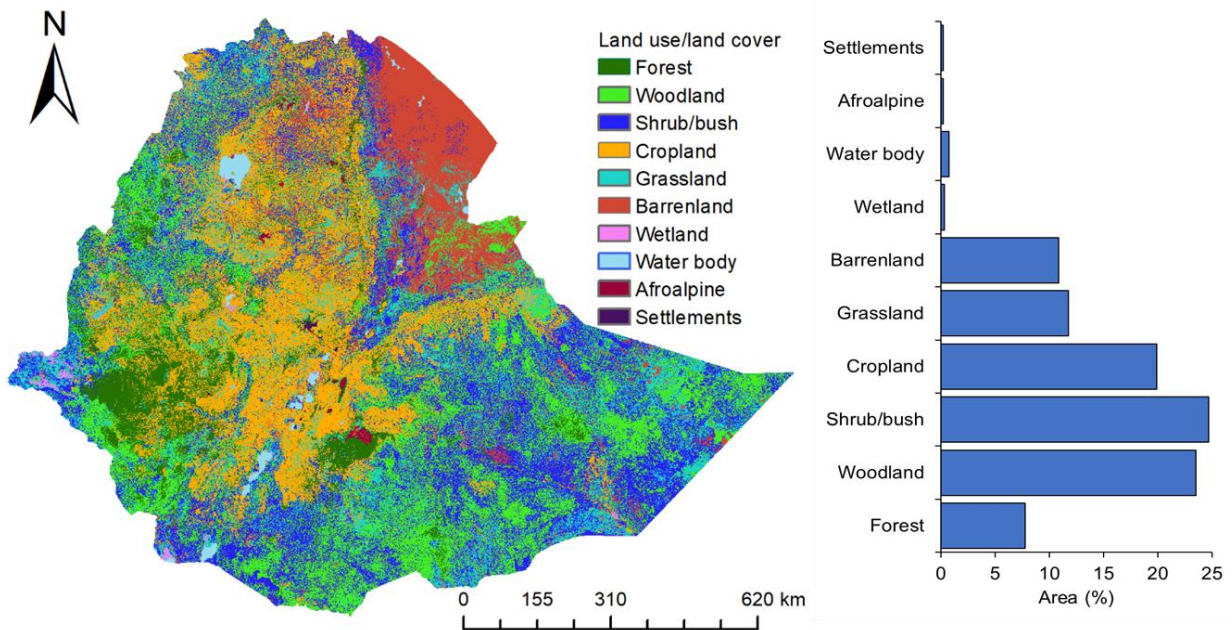 N
Land use/land cover
Forest
Woodland
Shrub/bush
Cropland
Grassland
Barrenland
Wetland
Water body
Afroalpine
Settlements
0 155 310 620 km
Settlements
Afroalpine
Water body
Wetland
Barrenland
Grassland
Cropland
Shrub/bush
Woodland
Forest
0 5 10 15 20 25
Area (%)